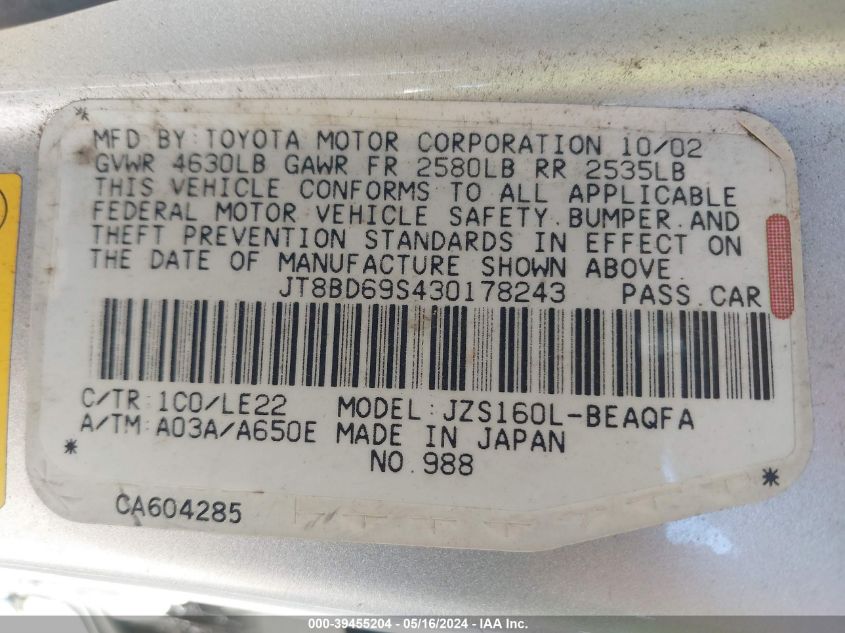 MFD BY: TOYOTA MOTOR CORPORATION 10/02
GVWR 4630LB GAWR FR 2580LB RR 2535LB
THIS VEHICLE CONFORMS TO ALL APPLICABLE
FEDERAL MOTOR VEHICLE SAFETY, BUMPER, AND
THEFT PREVENTION STANDARDS IN EFFECT ON
THE DATE OF MANUFACTURE SHOWN ABOVE.
JT8BD69S430178243 PASS. CAR
C/TR: 1C0/LE22 MODEL: JZS160L-BEAQFA
A/TM: A03A/A650E MADE IN JAPAN
NO. 988
CA604285
000-39455204 - 05/16/2024 - IAA